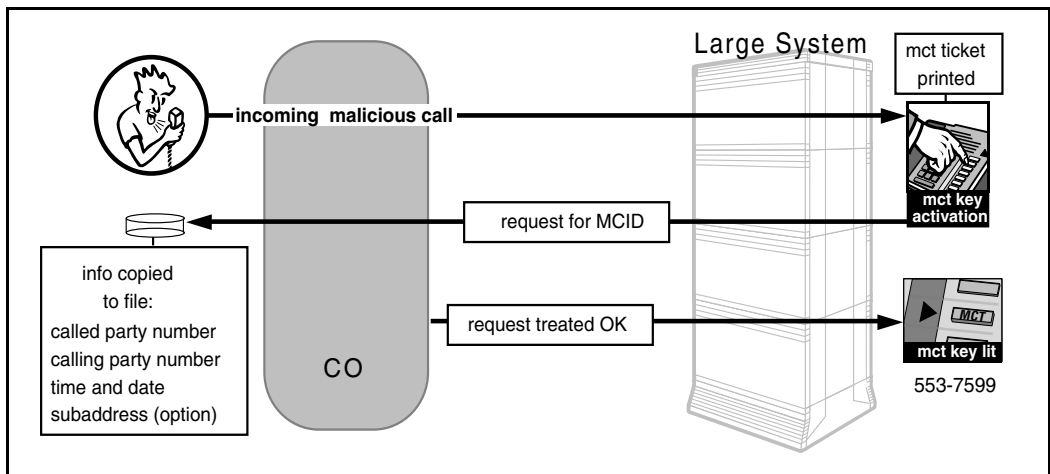 Large System
mct ticket
printed
incoming malicious call
mct key
activation
request for MCID
info copied
to file:
called party number
calling party number
time and date
subaddress (option)
CO
request treated OK
MCT
mct key lit
553-7599